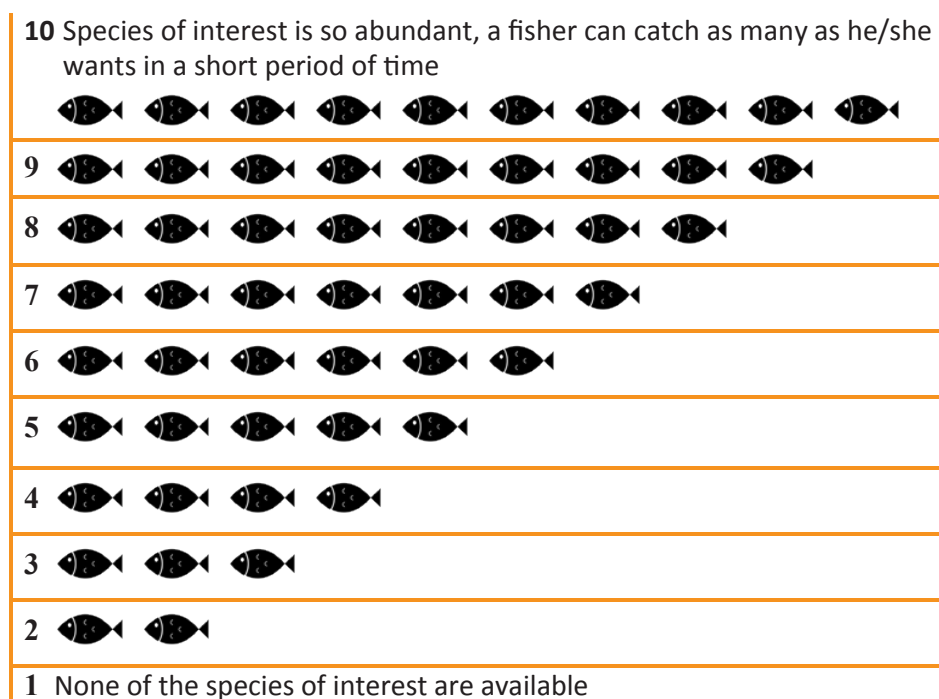 10 Species of interest is so abundant, a fisher can catch as many as he/she
wants in a short period of time
9
8
7
6
5
4
3
2
1 None of the species of interest are available